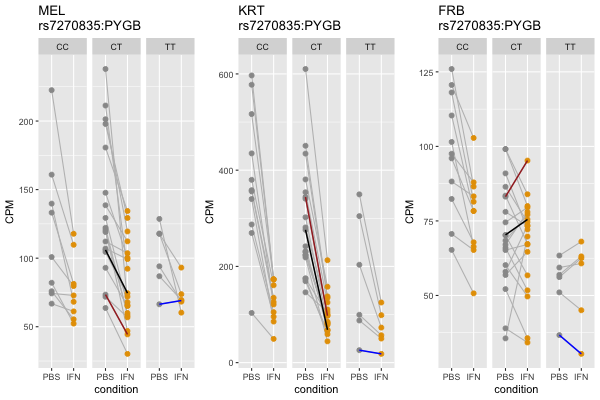 MEL
rs7270835:PYGB
CC CT TT
CPM
200
150
100
50
PBS IFN PBS IFN PBS IFN
condition
KRT
rs7270835:PYGB
CC CT TT
CPM
600
400
200
0
PBS IFN PBS IFN PBS IFN
condition
FRB
rs7270835:PYGB
CC CT TT
CPM
125
100
75
50
PBS IFN PBS IFN PBS IFN
condition